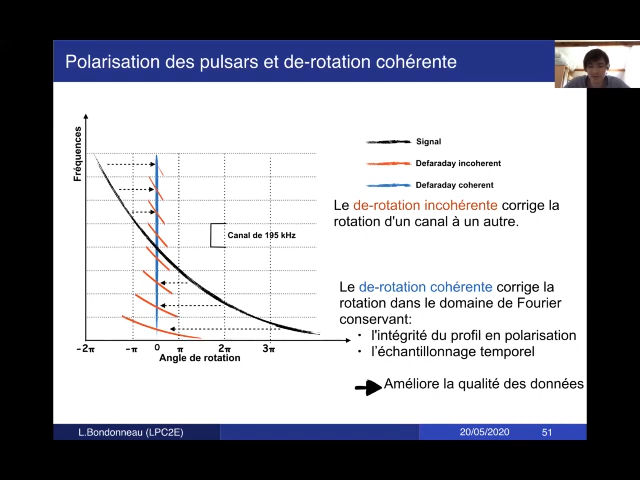 Polarisation des pulsars et de-rotation cohérente
Fréquences
Signal
Defaraday incoherent
Defaraday coherent
Le de-rotation incohérente corrige la
rotation d'un canal à un autre.
Canal de 195 kHz
Le de-rotation cohérente corrige la
rotation dans le domaine de Fourier
conservant:
· l'intégrité du profil en polarisation
· l'échantillonnage temporel
Améliore la qualité des données
-2π -π 0 π 2π 3π
Angle de rotation
L.Bondonneau (LPC2E) 20/05/2020 51